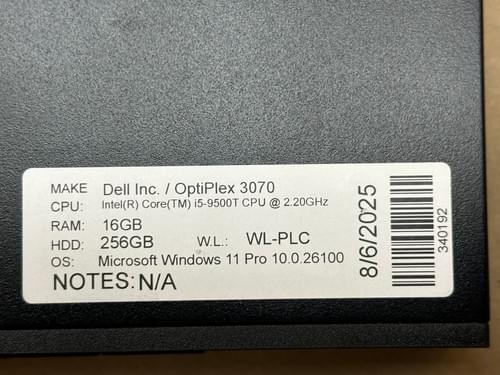 MAKE Dell Inc. / OptiPlex 3070
CPU: Intel(R) Core(TM) i5-9500T CPU @ 2.20GHz
RAM: 16GB
HDD: 256GB W.L.: WL-PLC
OS: Microsoft Windows 11 Pro 10.0.26100
NOTES: N/A
8/6/2025
340192